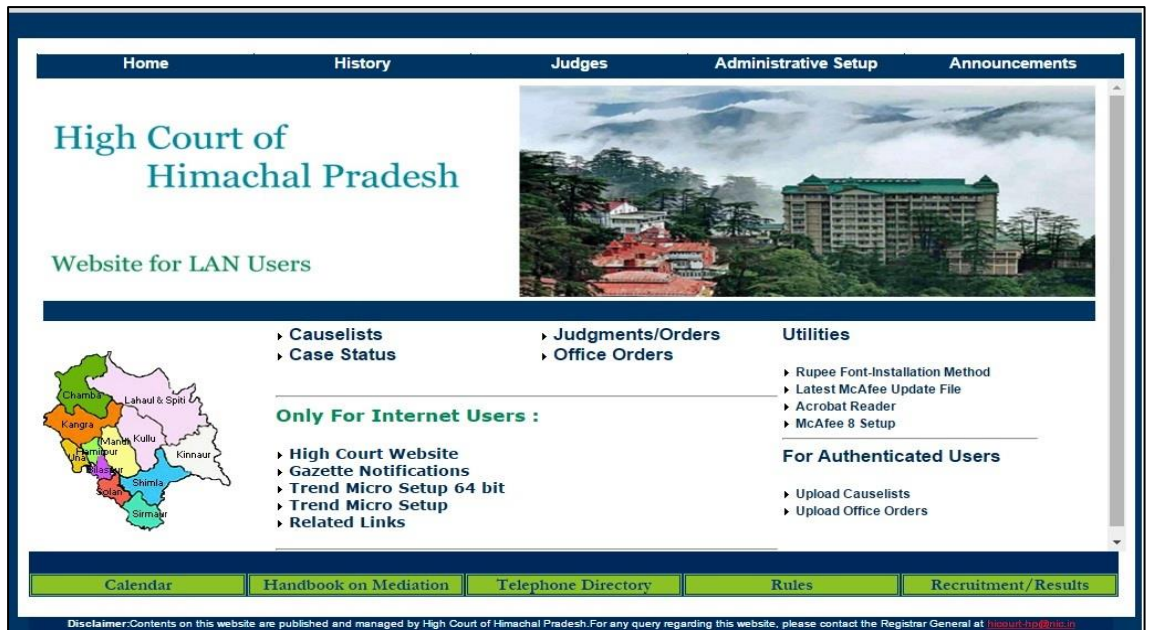 Home History Judges Administrative Setup Announcements
High Court of
Himachal Pradesh
Website for LAN Users
Causelists
Case Status
Judgments/Orders
Office Orders
Utilities
Rupee Font-Installation Method
Latest McAfee Update File
Acrobat Reader
McAfee 8 Setup
Only For Internet Users :
High Court Website
Gazette Notifications
Trend Micro Setup 64 bit
Trend Micro Setup
Related Links
For Authenticated Users
Upload Causelists
Upload Office Orders
Chamba
Lahaul & Spiti
Kangra
Mandi
Kullu
Hamirpur
Una
Kinnaur
Bilaspur
Shimla
Solan
Sirmaur
Calendar Handbook on Mediation Telephone Directory Rules Recruitment/Results
Disclaimer:Contents on this website are published and managed by High Court of Himachal Pradesh.For any query regarding this website, please contact the Registrar General at hicourt-hp@nic.in